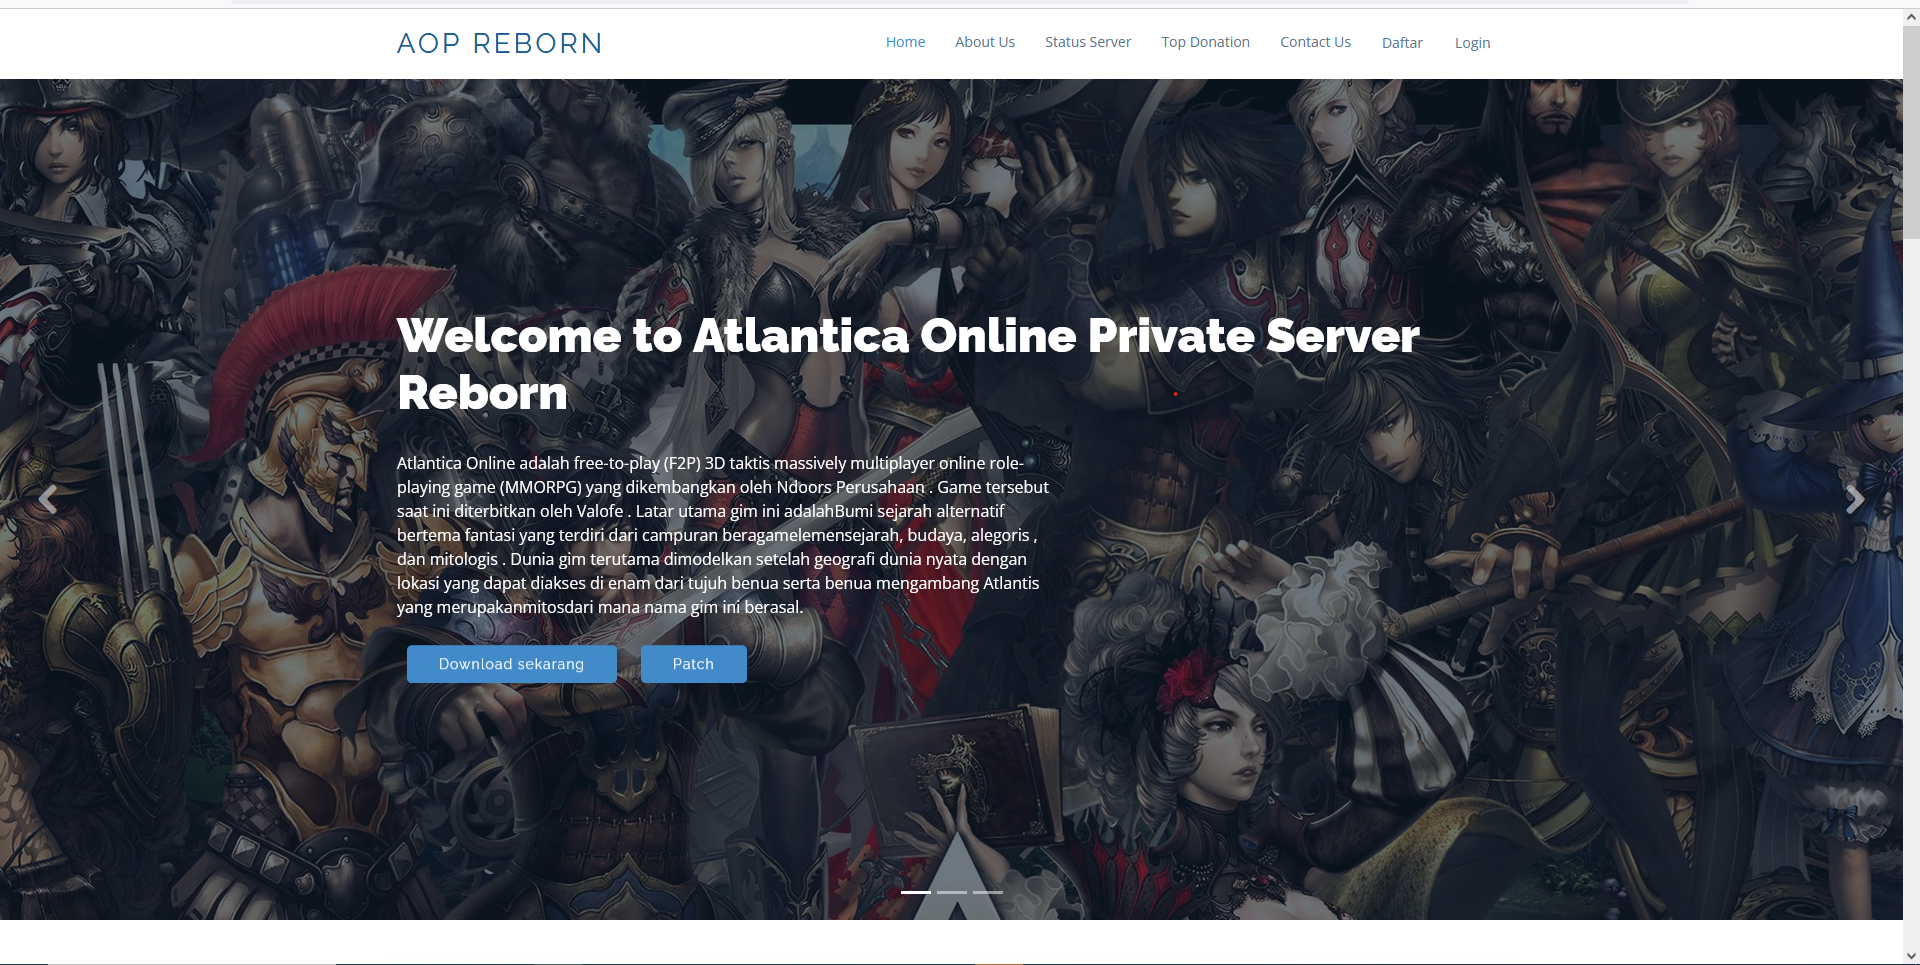 AOP REBORN
Home About Us Status Server Top Donation Contact Us Daftar Login
Welcome to Atlantica Online Private Server
Reborn
Atlantica Online adalah free-to-play (F2P) 3D taktis massively multiplayer online role-
playing game (MMORPG) yang dikembangkan oleh Ndoors Perusahaan . Game tersebut
saat ini diterbitkan oleh Valofe . Latar utama gim ini adalahBumi sejarah alternatif
bertema fantasi yang terdiri dari campuran beragamelemensejarah, budaya, alegoris ,
dan mitologis . Dunia gim terutama dimodelkan setelah geografi dunia nyata dengan
lokasi yang dapat diakses di enam dari tujuh benua serta benua mengambang Atlantis
yang merupakanmitosdari mana nama gim ini berasal.
Download sekarang Patch